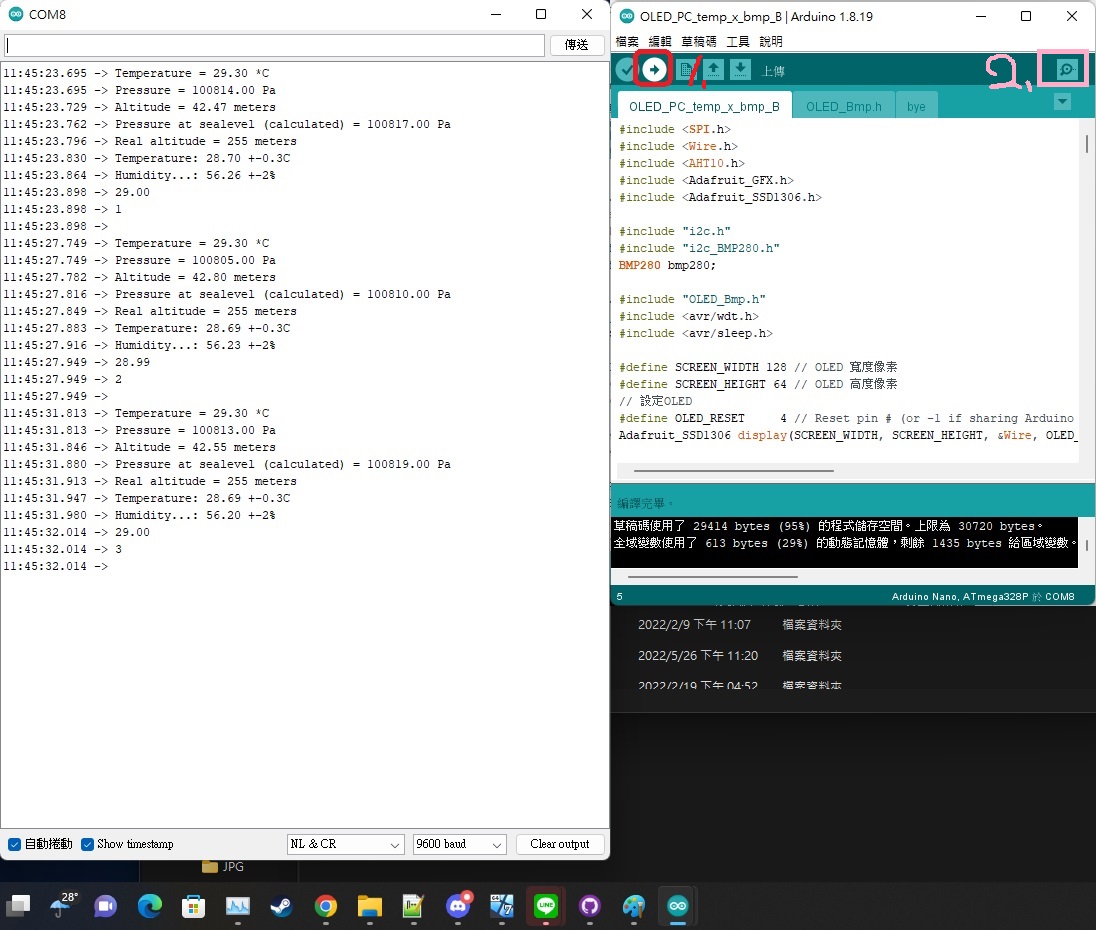 COM8
傳送
11:45:23.695 -> Temperature = 29.30 *C
11:45:23.695 -> Pressure = 100814.00 Pa
11:45:23.729 -> Altitude = 42.47 meters
11:45:23.762 -> Pressure at sealevel (calculated) = 100817.00 Pa
11:45:23.796 -> Real altitude = 255 meters
11:45:23.830 -> Temperature: 28.70 +-0.3C
11:45:23.864 -> Humidity...: 56.26 +-2%
11:45:23.898 -> 29.00
11:45:23.898 -> 1
11:45:23.898 ->
11:45:27.749 -> Temperature = 29.30 *C
11:45:27.749 -> Pressure = 100805.00 Pa
11:45:27.782 -> Altitude = 42.80 meters
11:45:27.816 -> Pressure at sealevel (calculated) = 100810.00 Pa
11:45:27.849 -> Real altitude = 255 meters
11:45:27.883 -> Temperature: 28.69 +-0.3C
11:45:27.916 -> Humidity...: 56.23 +-2%
11:45:27.949 -> 28.99
11:45:27.949 -> 2
11:45:27.949 ->
11:45:31.813 -> Temperature = 29.30 *C
11:45:31.813 -> Pressure = 100813.00 Pa
11:45:31.846 -> Altitude = 42.55 meters
11:45:31.880 -> Pressure at sealevel (calculated) = 100819.00 Pa
11:45:31.913 -> Real altitude = 255 meters
11:45:31.947 -> Temperature: 28.69 +-0.3C
11:45:31.980 -> Humidity...: 56.20 +-2%
11:45:32.014 -> 29.00
11:45:32.014 -> 3
11:45:32.014 ->
自動捲動 Show timestamp NL & CR 9600 baud Clear output
OLED_PC_temp_x_bmp_B | Arduino 1.8.19
檔案 編輯 草稿碼 工具 說明
1. 上傳 2.
OLED_PC_temp_x_bmp_B OLED_Bmp.h bye
#include <SPI.h>
#include <Wire.h>
#include <AHT10.h>
#include <Adafruit_GFX.h>
#include <Adafruit_SSD1306.h>
#include "i2c.h"
#include "i2c_BMP280.h"
BMP280 bmp280;
#include "OLED_Bmp.h"
#include <avr/wdt.h>
#include <avr/sleep.h>
#define SCREEN_WIDTH 128 // OLED 寬度像素
#define SCREEN_HEIGHT 64 // OLED 高度像素
// 設定OLED
#define OLED_RESET     4 // Reset pin # (or -1 if sharing Arduino
Adafruit_SSD1306 display(SCREEN_WIDTH, SCREEN_HEIGHT, &Wire, OLED_
編譯完畢。
草稿碼使用了 29414 bytes (95%) 的程式儲存空間。上限為 30720 bytes。
全域變數使用了 613 bytes (29%) 的動態記憶體，剩餘 1435 bytes 給區域變數。
5 Arduino Nano, ATmega328P 於 COM8
2022/2/9 下午 11:07 檔案資料夾
2022/5/26 下午 11:20 檔案資料夾
2022/2/19 下午 04:52 檔案資料夾
JPG
28°
LINE